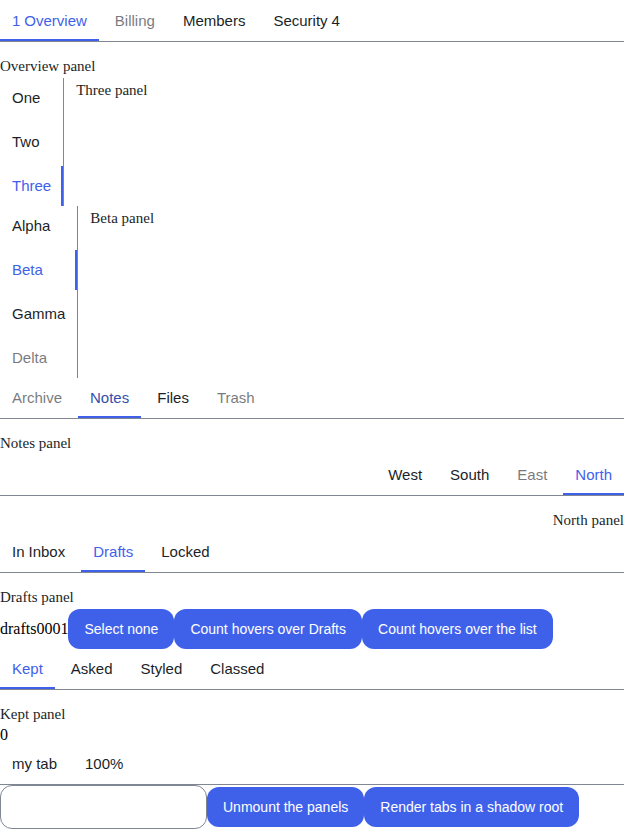 1 Overview Billing Members Security 4
Overview panel
One
Three panel
Two
Three
Alpha
Beta panel
Beta
Gamma
Delta
Archive Notes Files Trash
Notes panel
West South East North
North panel
In Inbox Drafts Locked
Drafts panel
drafts0001 Select none Count hovers over Drafts Count hovers over the list
Kept Asked Styled Classed
Kept panel
0
my tab 100%
Unmount the panels Render tabs in a shadow root